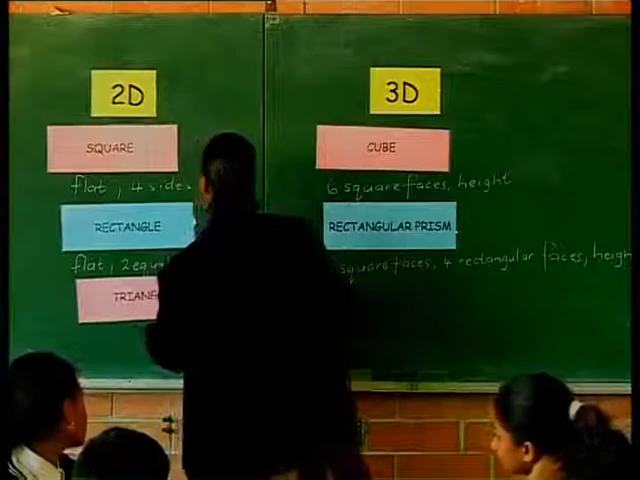 2D
SQUARE
flat, 4 sides
RECTANGLE
flat, 2 equ
TRIANG
3D
CUBE
6 square faces, height
RECTANGULAR PRISM
square faces, 4 rectangular faces, heigh